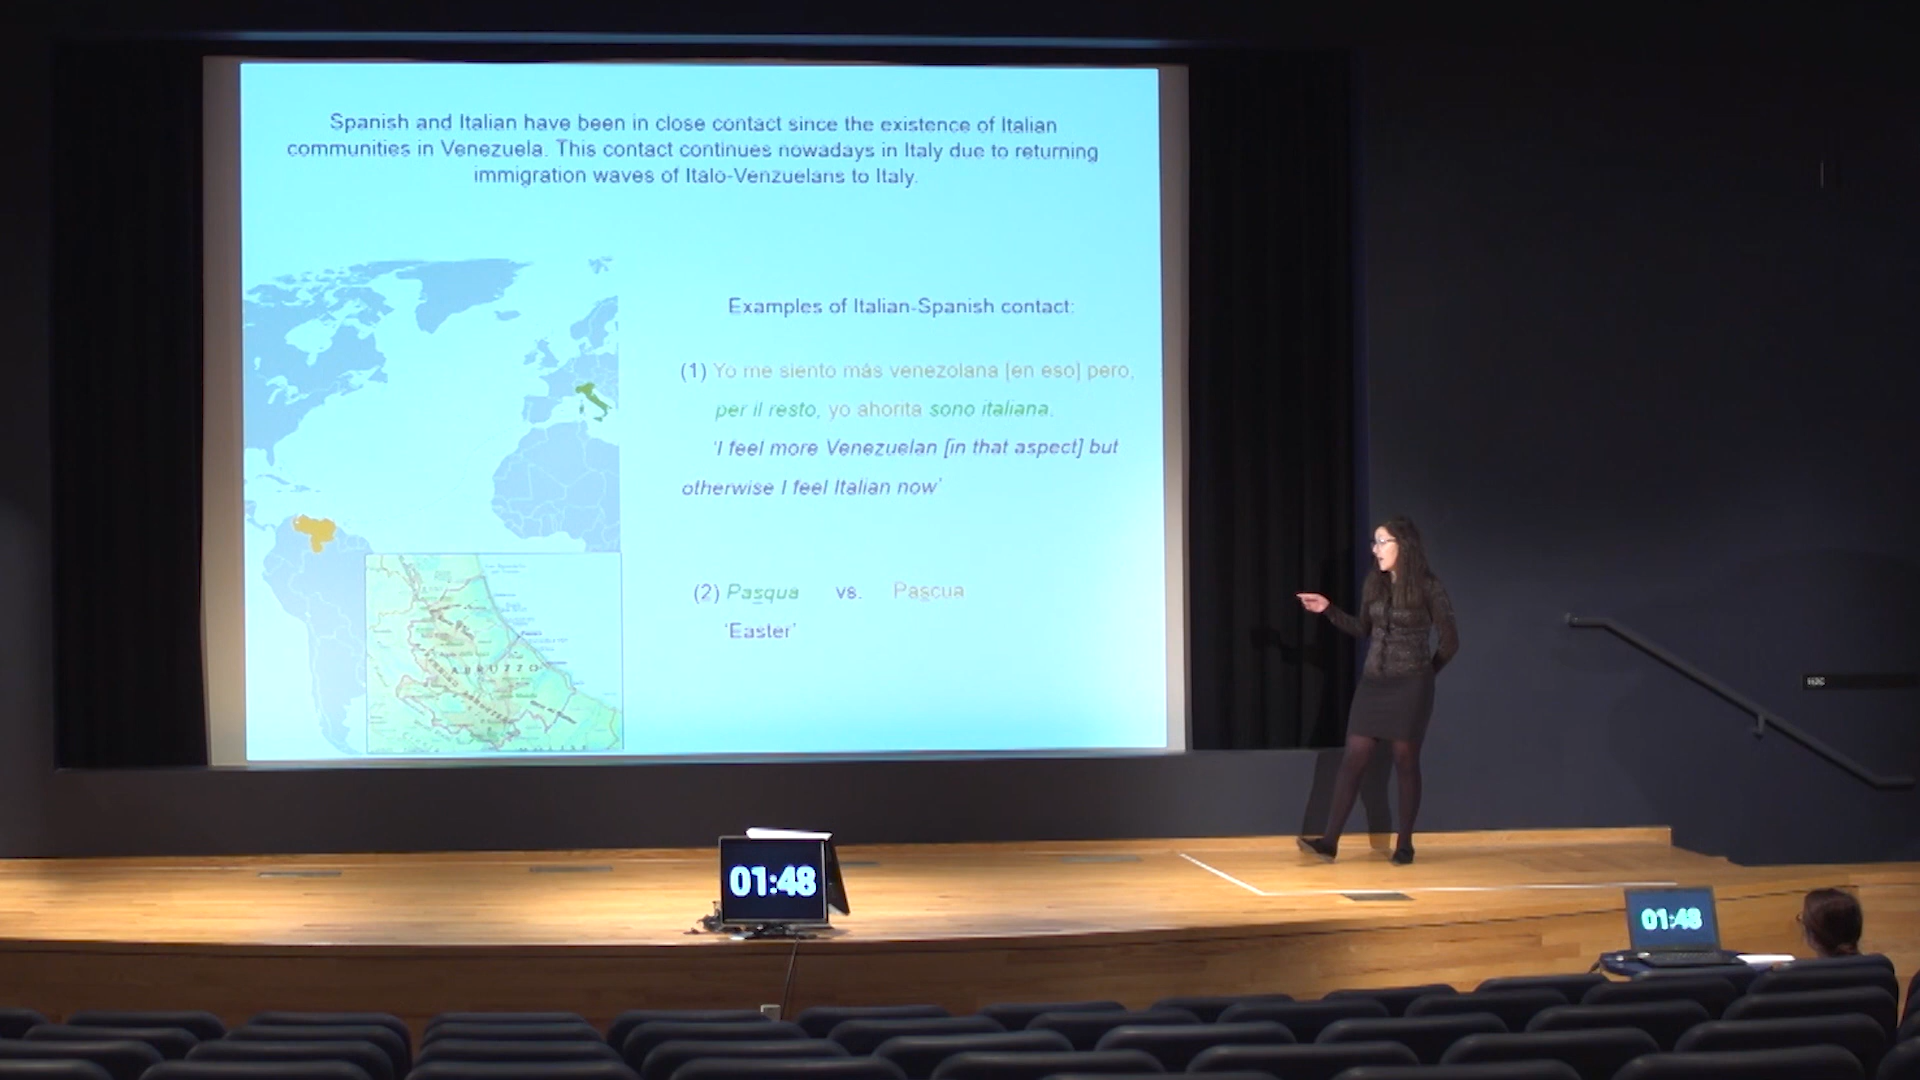 Spanish and Italian have been in close contact since the existence of Italian
communities in Venezuela. This contact continues nowadays in Italy due to returning
immigration waves of Italo-Venzuelans to Italy.
Examples of Italian-Spanish contact:
(1) Yo me siento más venezolana [en eso] pero,
per il resto, yo ahorita sono italiana.
'I feel more Venezuelan [in that aspect] but
otherwise I feel Italian now'
(2) Pasqua vs. Pascua
'Easter'
ABRUZZO
01:48
01:48